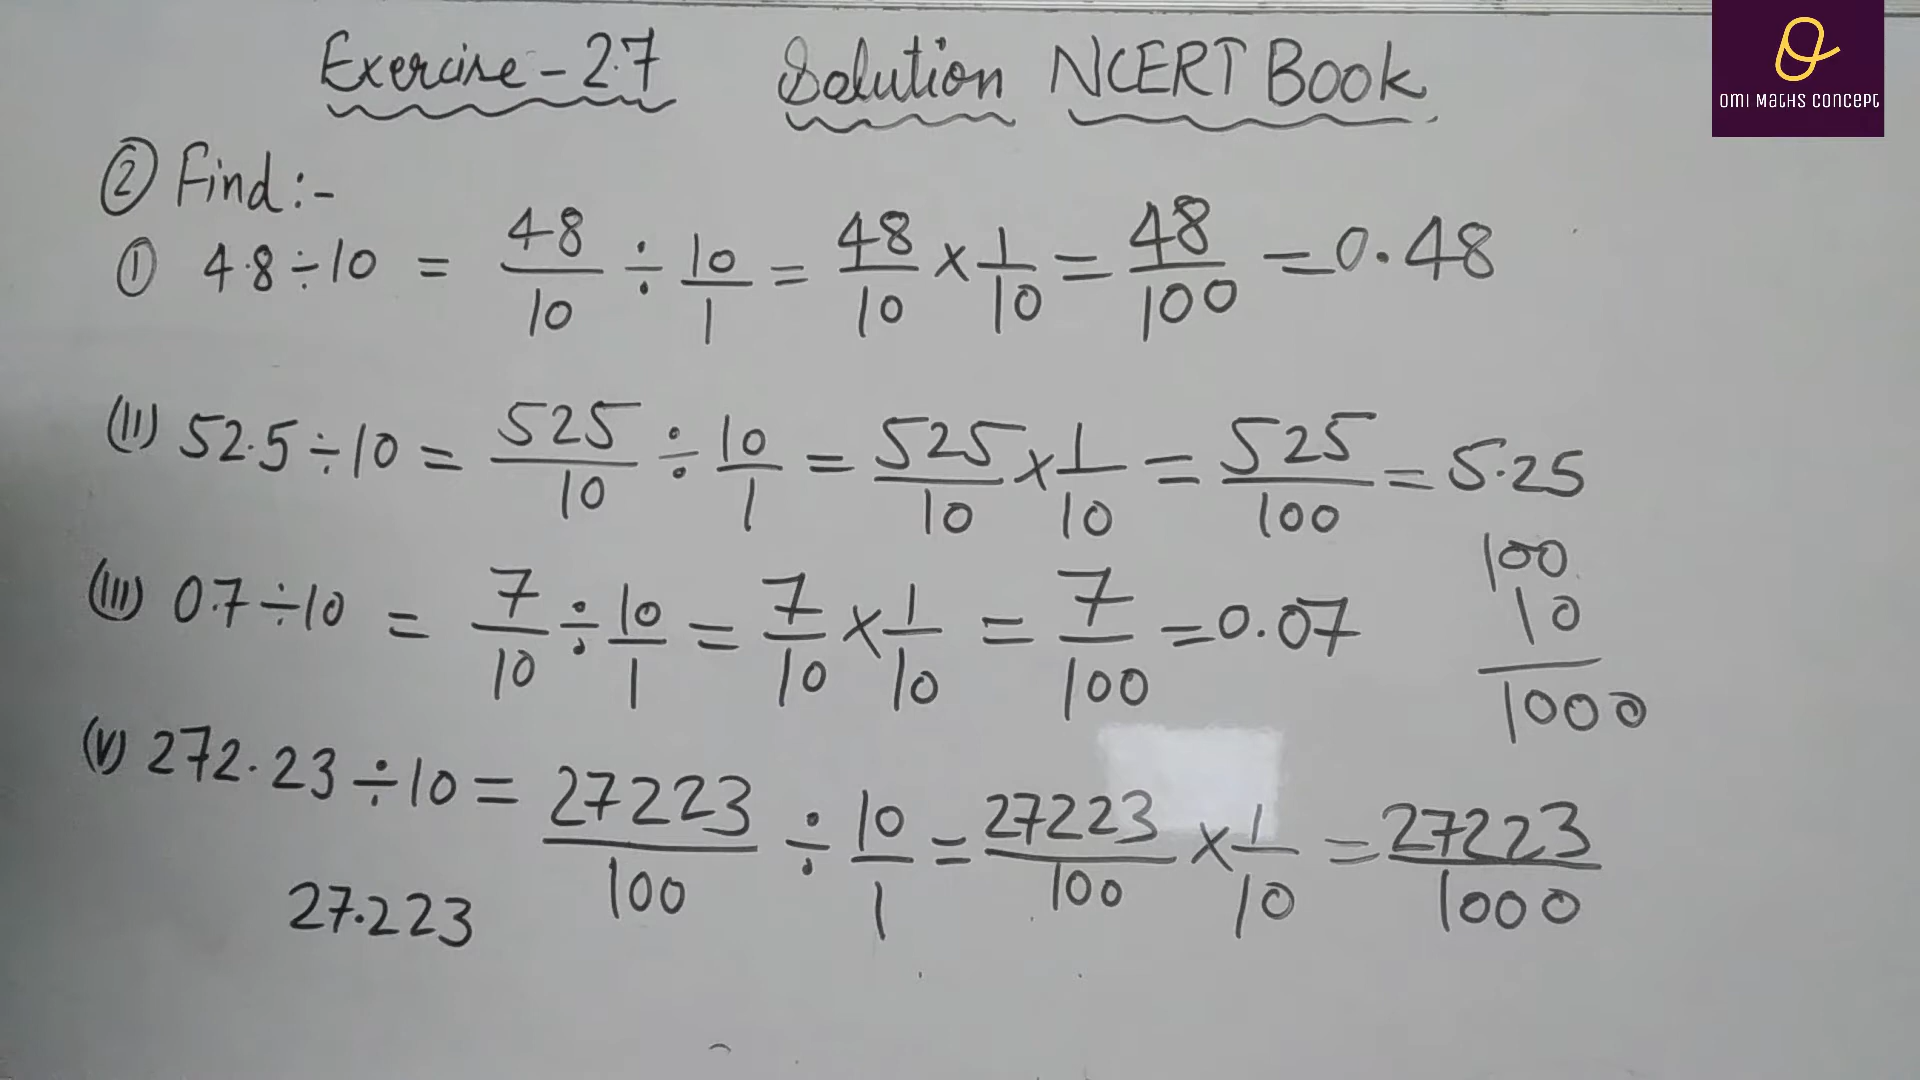 Exercise - 2.7 Solution NCERT Book
OMI MATHS CONCEPT
② Find :-
① 4.8 ÷ 10 = 48/10 ÷ 10/1 = 48/10 × 1/10 = 48/100 = 0.48
(II) 52.5 ÷ 10 = 525/10 ÷ 10/1 = 525/10 × 1/10 = 525/100 = 5.25
(III) 0.7 ÷ 10 = 7/10 ÷ 10/1 = 7/10 × 1/10 = 7/100 = 0.07
100
10
1000
(V) 272.23 ÷ 10 = 27223/100 ÷ 10/1 = 27223/100 × 1/10 = 27223/1000
27.223